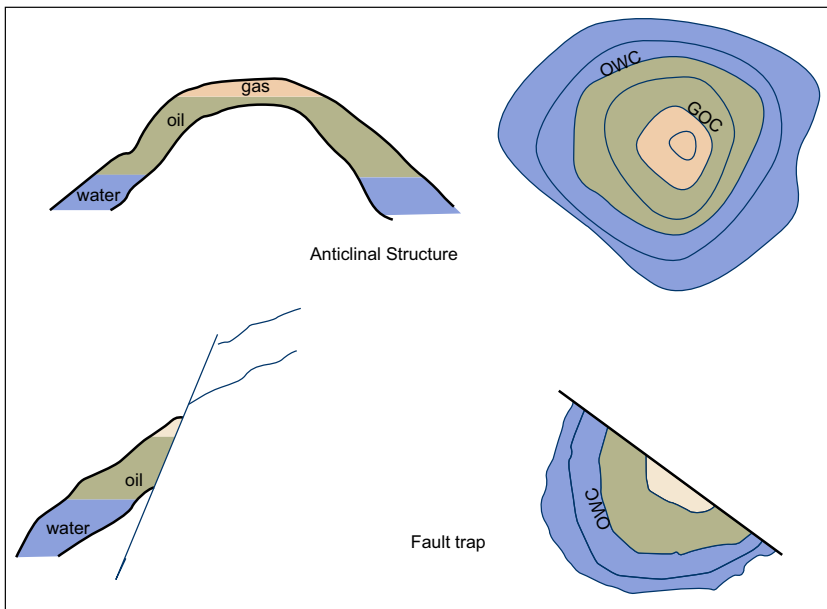 gas
oil
water
OWC
GOC
Anticlinal Structure
oil
water
OWC
Fault trap